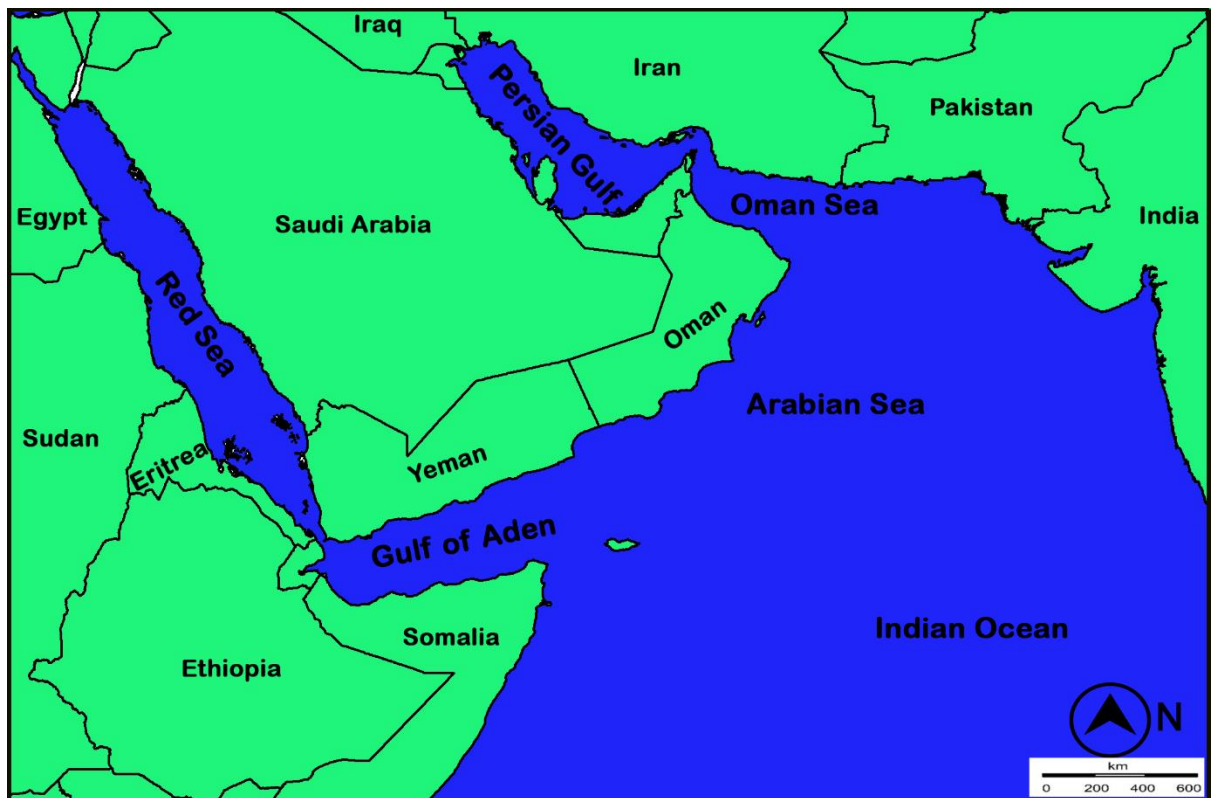 Iraq
Iran
Persian Gulf
Pakistan
Egypt
Saudi Arabia
Oman Sea
India
Red Sea
Oman
Arabian Sea
Sudan
Eritrea
Yeman
Gulf of Aden
Indian Ocean
Somalia
Ethiopia
N
km
0 200 400 600